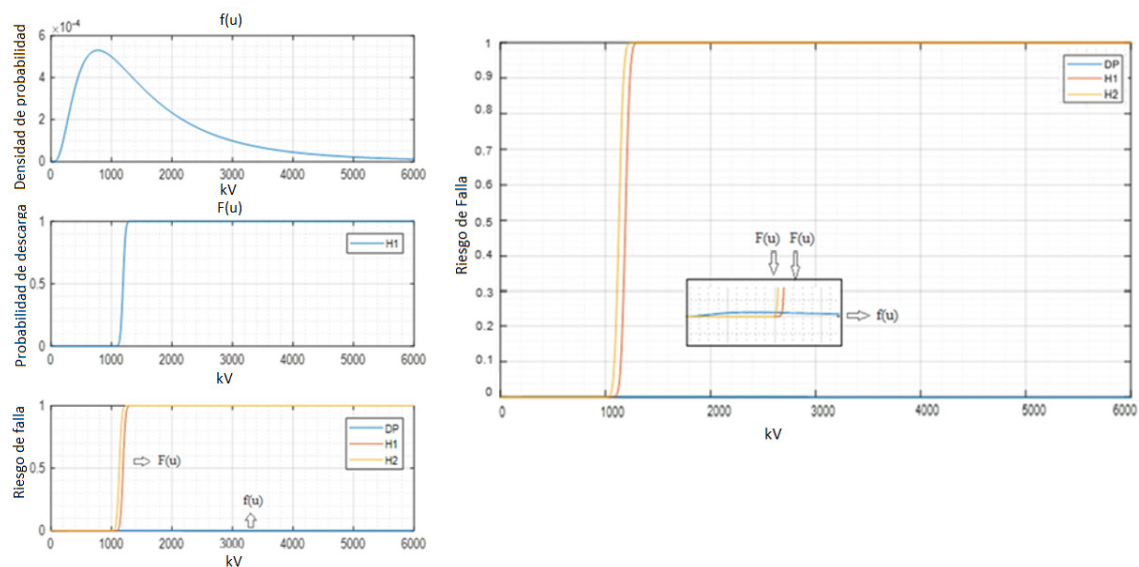 f(u)
×10⁻⁴
Densidad de probabilidad
6
4
2
0
0 1000 2000 3000 4000 5000 6000
kV
F(u)
Probabilidad de descarga
1
0.5
0
H1
0 1000 2000 3000 4000 5000 6000
kV
Riesgo de falla
1
0.5
0
DP
H1
H2
F(u)
f(u)
0 1000 2000 3000 4000 5000 6000
kV
Riesgo de Falla
1
0.9
0.8
0.7
0.6
0.5
0.4
0.3
0.2
0.1
0
DP
H1
H2
F(u) F(u)
f(u)
0 1000 2000 3000 4000 5000 6000
kV